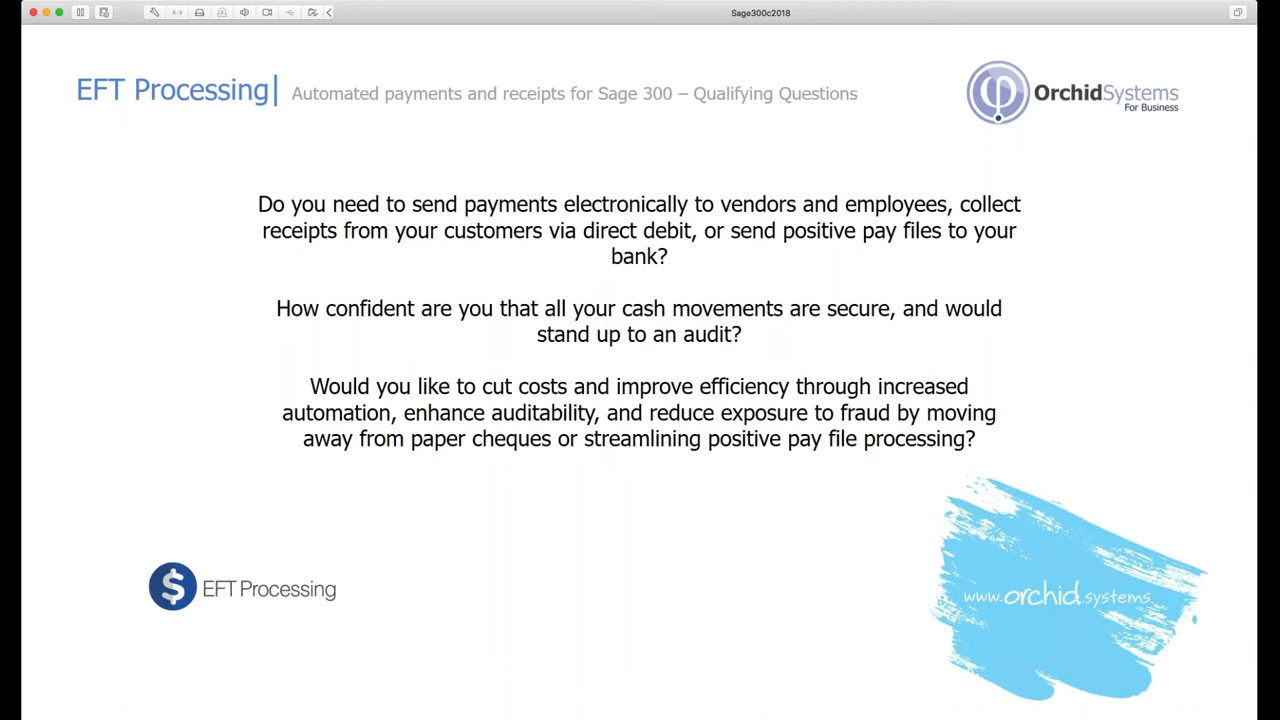 Sage300c2018
EFT Processing| Automated payments and receipts for Sage 300 – Qualifying Questions
OrchidSystems
For Business
Do you need to send payments electronically to vendors and employees, collect
receipts from your customers via direct debit, or send positive pay files to your
bank?
How confident are you that all your cash movements are secure, and would
stand up to an audit?
Would you like to cut costs and improve efficiency through increased
automation, enhance auditability, and reduce exposure to fraud by moving
away from paper cheques or streamlining positive pay file processing?
$ EFT Processing
www.orchid.systems